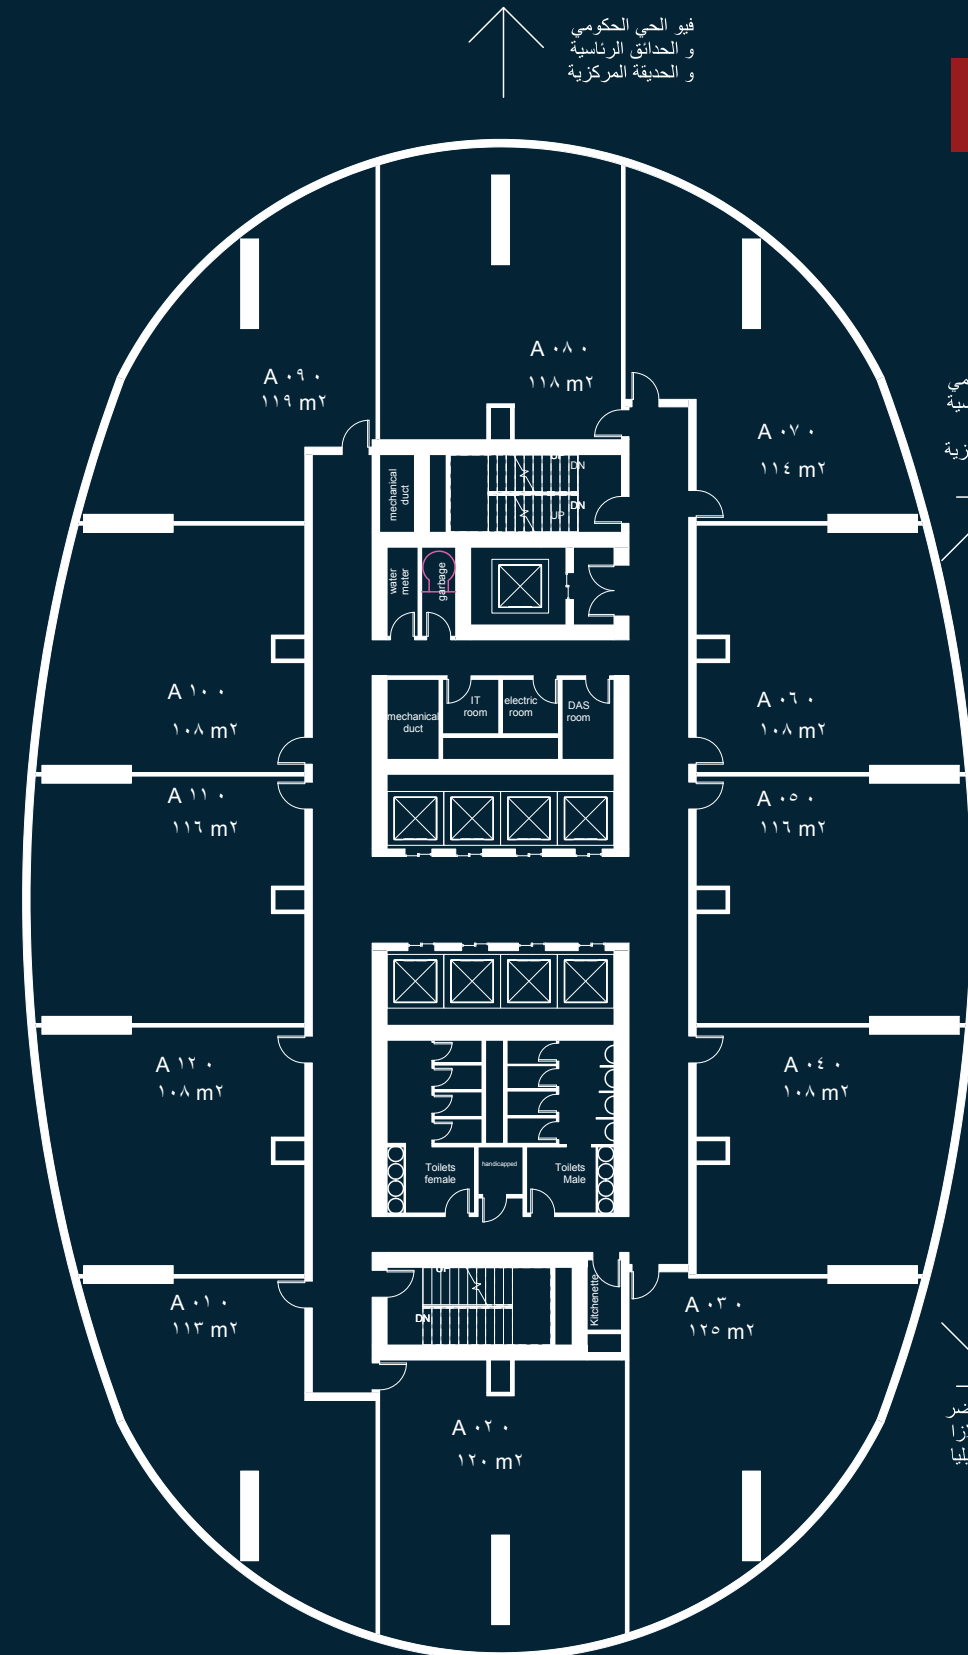 فيو الحي الحكومي
و الحدائق الرئاسية
و الحديقة المركزية
A ٠٨٠
١١٨ m٢
A ٠٩٠
١١٩ m٢
A ٠٧٠
١١٤ m٢
mechanical
duct
UP
DN
DN
UP
water
meter
garbage
A ١٠٠
١٠٨ m٢
mechanical
duct
IT
room
electric
room
DAS
room
A ٠٦٠
١٠٨ m٢
A ١١٠
١١٦ m٢
A ٠٥٠
١١٦ m٢
A ١٢٠
١٠٨ m٢
A ٠٤٠
١٠٨ m٢
Toilets
female
handicapped
Toilets
Male
A ٠١٠
١١٣ m٢
UP
DN
Kitchenette
A ٠٣٠
١٢٥ m٢
A ٠٢٠
١٢٠ m٢